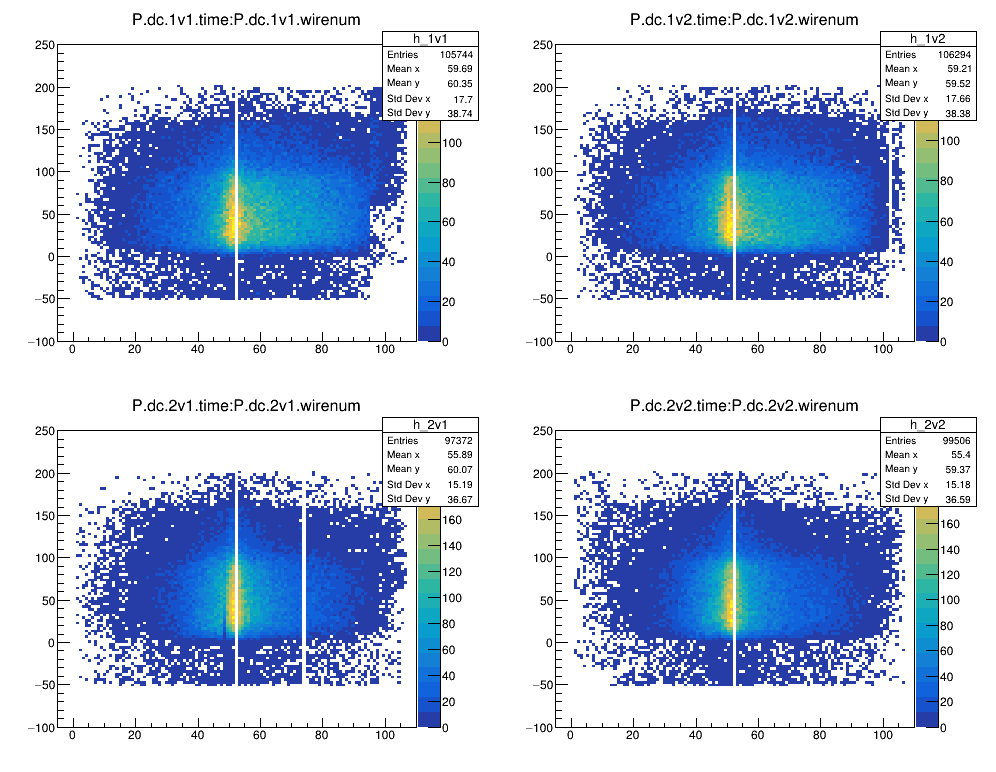 P.dc.1v1.time:P.dc.1v1.wirenum
h_1v1
Entries 105744
Mean x 59.69
Mean y 60.35
Std Dev x 17.7
Std Dev y 38.74
250
200
150
100
50
0
−50
−100
0 20 40 60 80 100
100
80
60
40
20
0
P.dc.1v2.time:P.dc.1v2.wirenum
h_1v2
Entries 106294
Mean x 59.21
Mean y 59.52
Std Dev x 17.66
Std Dev y 38.38
250
200
150
100
50
0
−50
−100
0 20 40 60 80 100
100
80
60
40
20
0
P.dc.2v1.time:P.dc.2v1.wirenum
h_2v1
Entries 97372
Mean x 55.89
Mean y 60.07
Std Dev x 15.19
Std Dev y 36.67
250
200
150
100
50
0
−50
−100
0 20 40 60 80 100
160
140
120
100
80
60
40
20
0
P.dc.2v2.time:P.dc.2v2.wirenum
h_2v2
Entries 99506
Mean x 55.4
Mean y 59.37
Std Dev x 15.18
Std Dev y 36.59
250
200
150
100
50
0
−50
−100
0 20 40 60 80 100
160
140
120
100
80
60
40
20
0